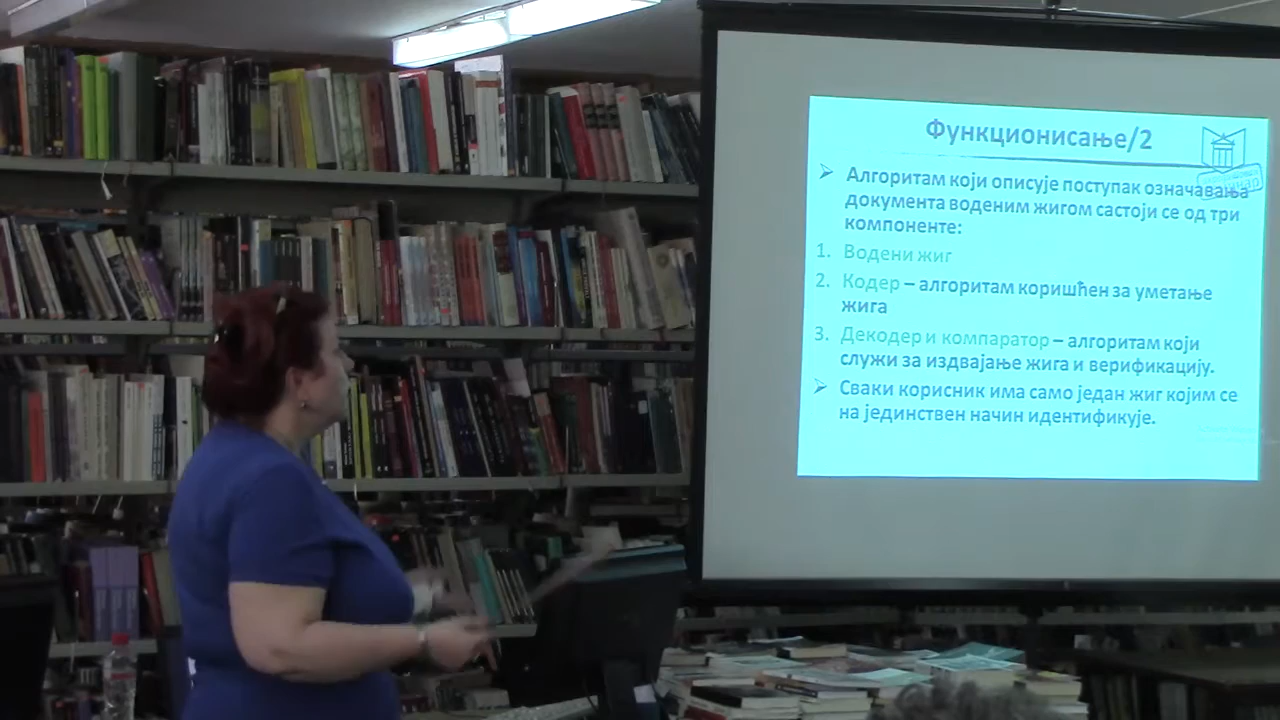 Функционисање/2
Алгоритам који описује поступак означавања
документа воденим жигом састоји се од три
компоненте:
1. Водени жиг
2. Кодер – алгоритам коришћен за уметање
жига
3. Декодер и компаратор – алгоритам који
служи за издвајање жига и верификацију.
Сваки корисник има само један жиг којим се
на јединствен начин идентификује.